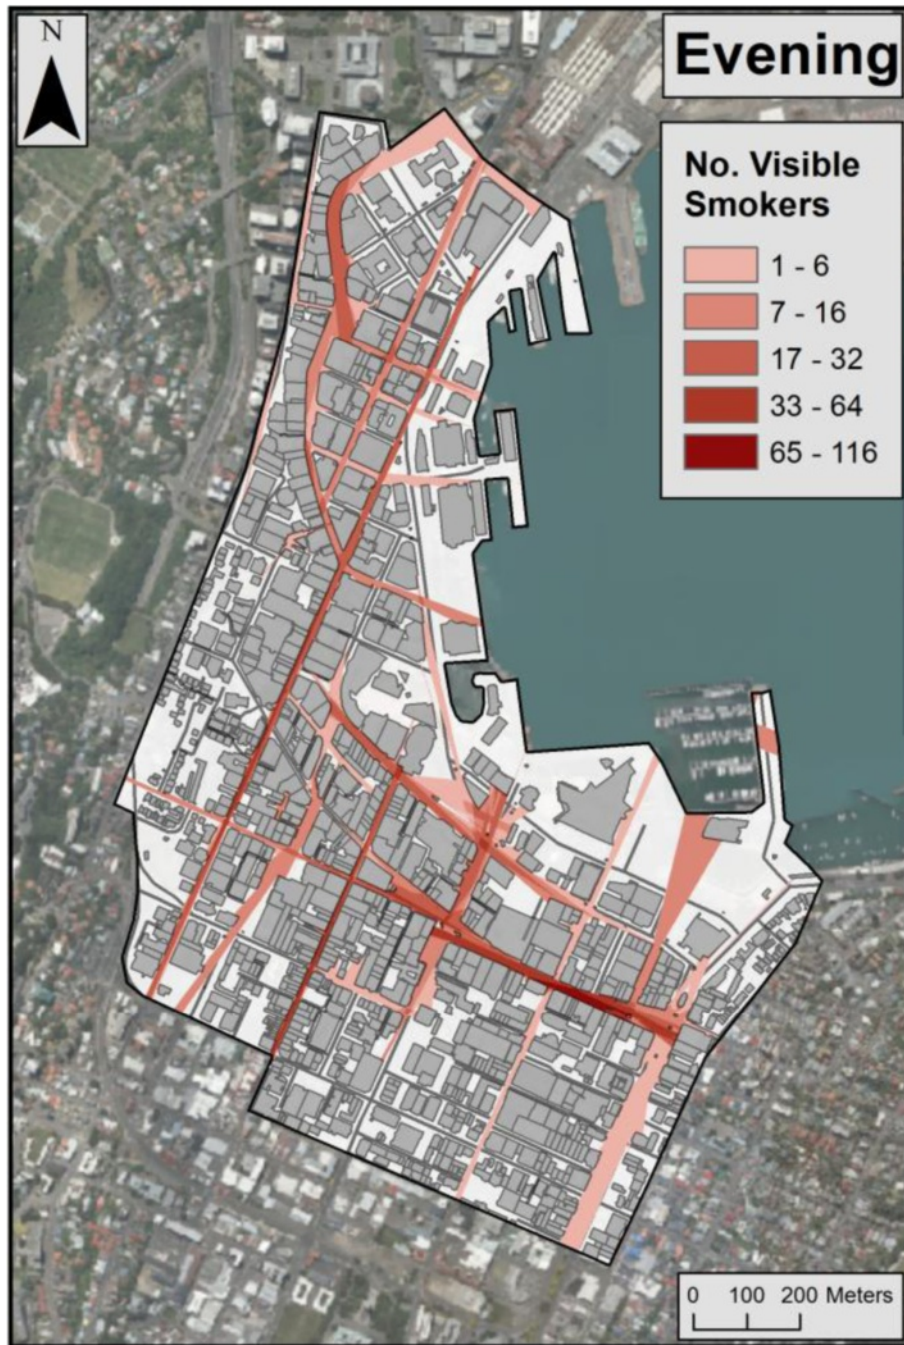 N
Evening
No. Visible
Smokers
1 - 6
7 - 16
17 - 32
33 - 64
65 - 116
0 100 200 Meters